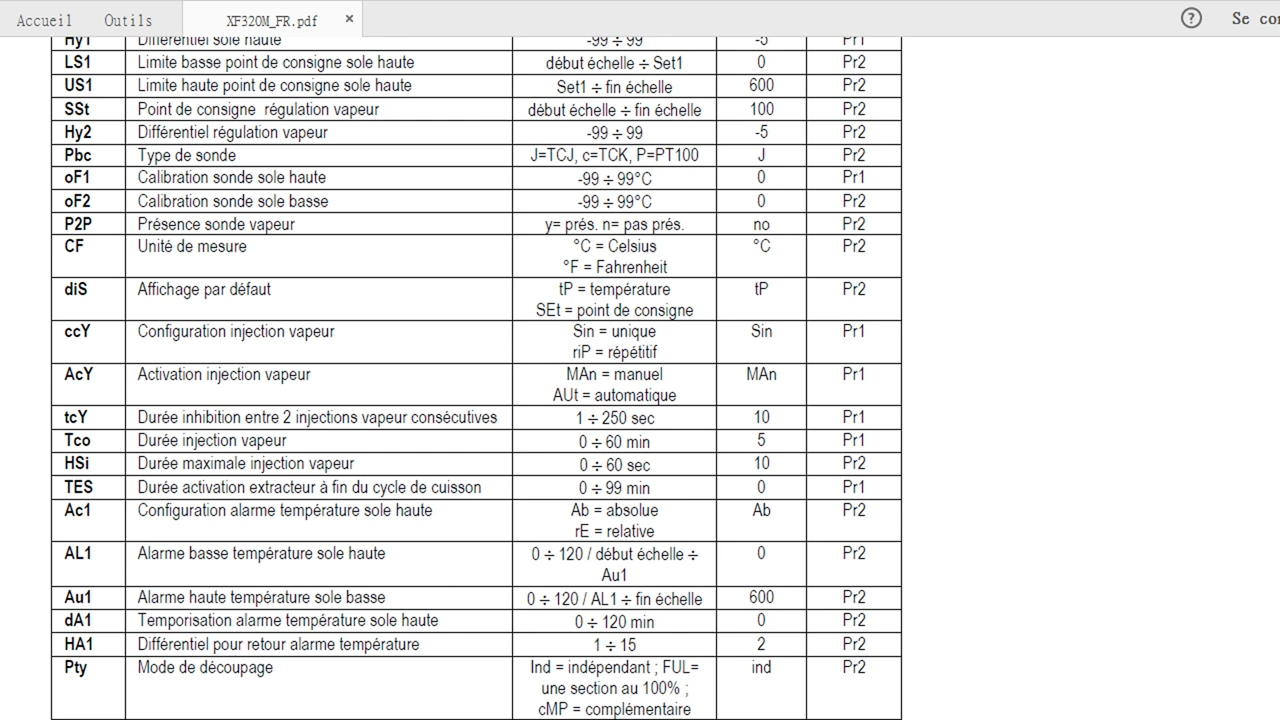 Accueil Outils XF320M_FR.pdf × ? Se co
Hy1 Différentiel sole haute -99 ÷ 99 -5 Pr1
LS1 Limite basse point de consigne sole haute début échelle ÷ Set1 0 Pr2
US1 Limite haute point de consigne sole haute Set1 ÷ fin échelle 600 Pr2
SSt Point de consigne régulation vapeur début échelle ÷ fin échelle 100 Pr2
Hy2 Différentiel régulation vapeur -99 ÷ 99 -5 Pr2
Pbc Type de sonde J=TCJ, c=TCK, P=PT100 J Pr2
oF1 Calibration sonde sole haute -99 ÷ 99°C 0 Pr1
oF2 Calibration sonde sole basse -99 ÷ 99°C 0 Pr2
P2P Présence sonde vapeur y= prés. n= pas prés. no Pr2
CF Unité de mesure °C = Celsius °C Pr2
°F = Fahrenheit
diS Affichage par défaut tP = température tP Pr2
SEt = point de consigne
ccY Configuration injection vapeur Sin = unique Sin Pr1
riP = répétitif
AcY Activation injection vapeur MAn = manuel MAn Pr1
AUt = automatique
tcY Durée inhibition entre 2 injections vapeur consécutives 1 ÷ 250 sec 10 Pr1
Tco Durée injection vapeur 0 ÷ 60 min 5 Pr1
HSi Durée maximale injection vapeur 0 ÷ 60 sec 10 Pr2
TES Durée activation extracteur à fin du cycle de cuisson 0 ÷ 99 min 0 Pr1
Ac1 Configuration alarme température sole haute Ab = absolue Ab Pr2
rE = relative
AL1 Alarme basse température sole haute 0 ÷ 120 / début échelle ÷ 0 Pr2
Au1
Au1 Alarme haute température sole basse 0 ÷ 120 / AL1 ÷ fin échelle 600 Pr2
dA1 Temporisation alarme température sole haute 0 ÷ 120 min 0 Pr2
HA1 Différentiel pour retour alarme température 1 ÷ 15 2 Pr2
Pty Mode de découpage Ind = indépendant ; FUL= ind Pr2
une section au 100% ;
cMP = complémentaire